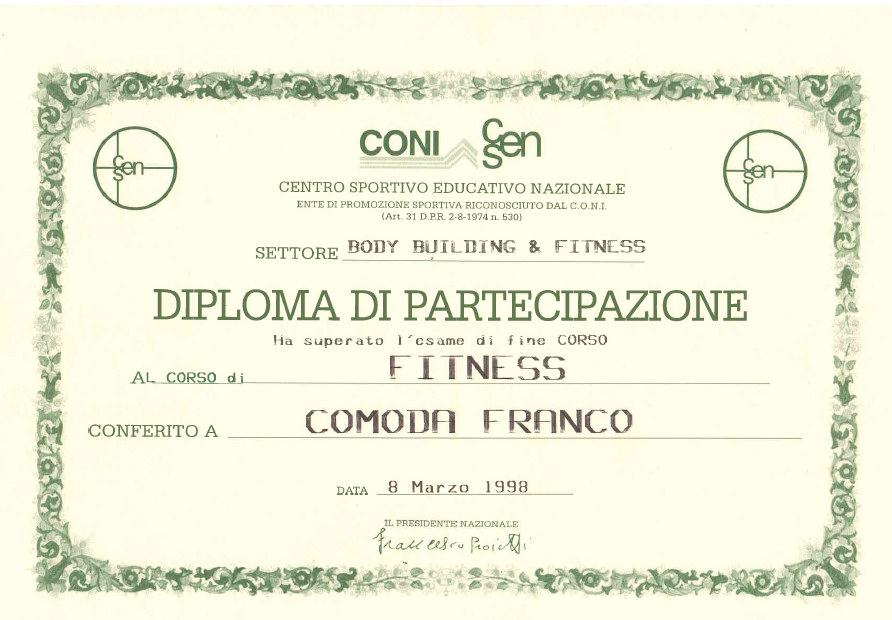 CONI CSen
CSen
CSen
CENTRO SPORTIVO EDUCATIVO NAZIONALE
ENTE DI PROMOZIONE SPORTIVA RICONOSCIUTO DAL C.O.N.I.
(Art. 31 D.P.R. 2-8-1974 n. 530)
SETTORE BODY BUILDING & FITNESS
DIPLOMA DI PARTECIPAZIONE
Ha superato l'esame di fine CORSO
AL CORSO di FITNESS
CONFERITO A COMODA FRANCO
DATA 8 Marzo 1998
IL PRESIDENTE NAZIONALE
Francesco Proietti